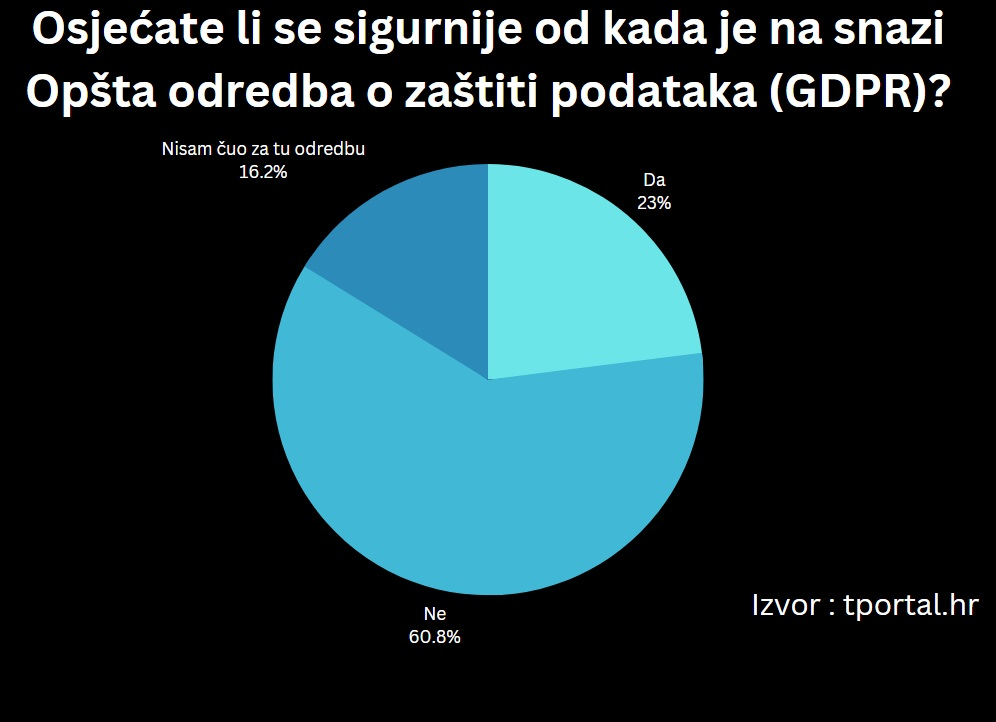 Osjećate li se sigurnije od kada je na snazi
Opšta odredba o zaštiti podataka (GDPR)?
Nisam čuo za tu odredbu
16.2%
Da
23%
Ne
60.8%
Izvor : tportal.hr